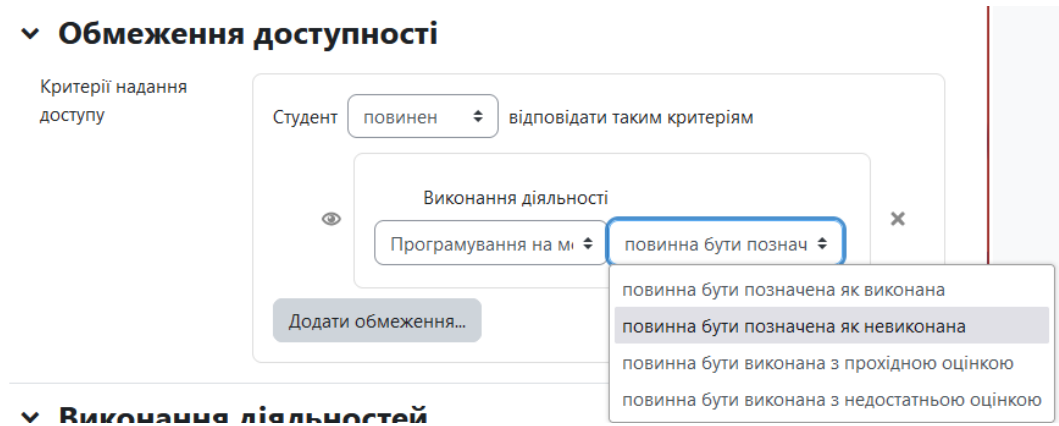 Обмеження доступності
Критерії надання
доступу
Студент повинен відповідати таким критеріям
Виконання діяльності
Програмування на м повинна бути познач
повинна бути позначена як виконана
повинна бути позначена як невиконана
повинна бути виконана з прохідною оцінкою
повинна бути виконана з недостатньою оцінкою
Додати обмеження...
Виконання діяльностей